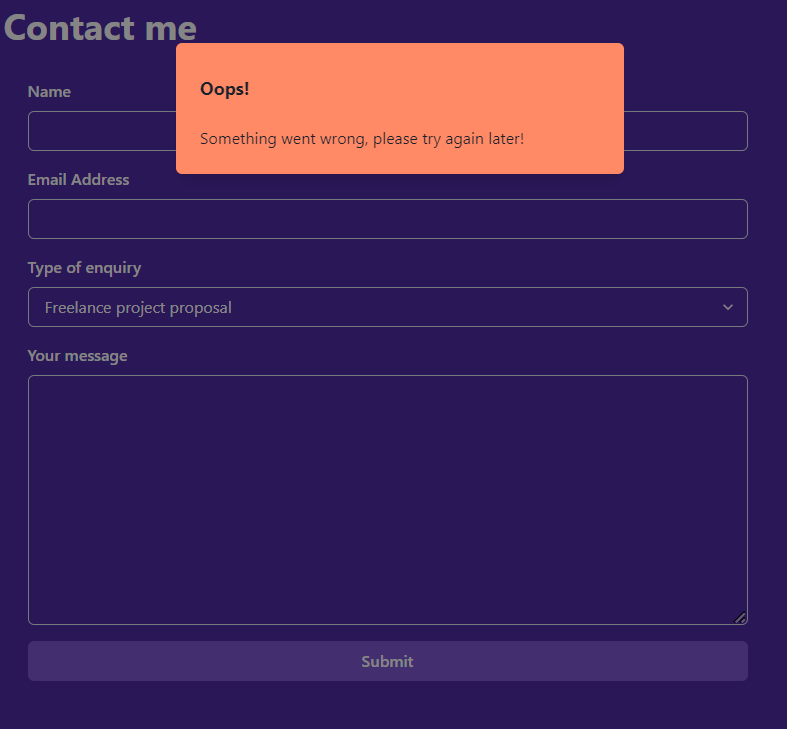 Contact me
Oops!
Something went wrong, please try again later!
Name
Email Address
Type of enquiry
Freelance project proposal
Your message
Submit